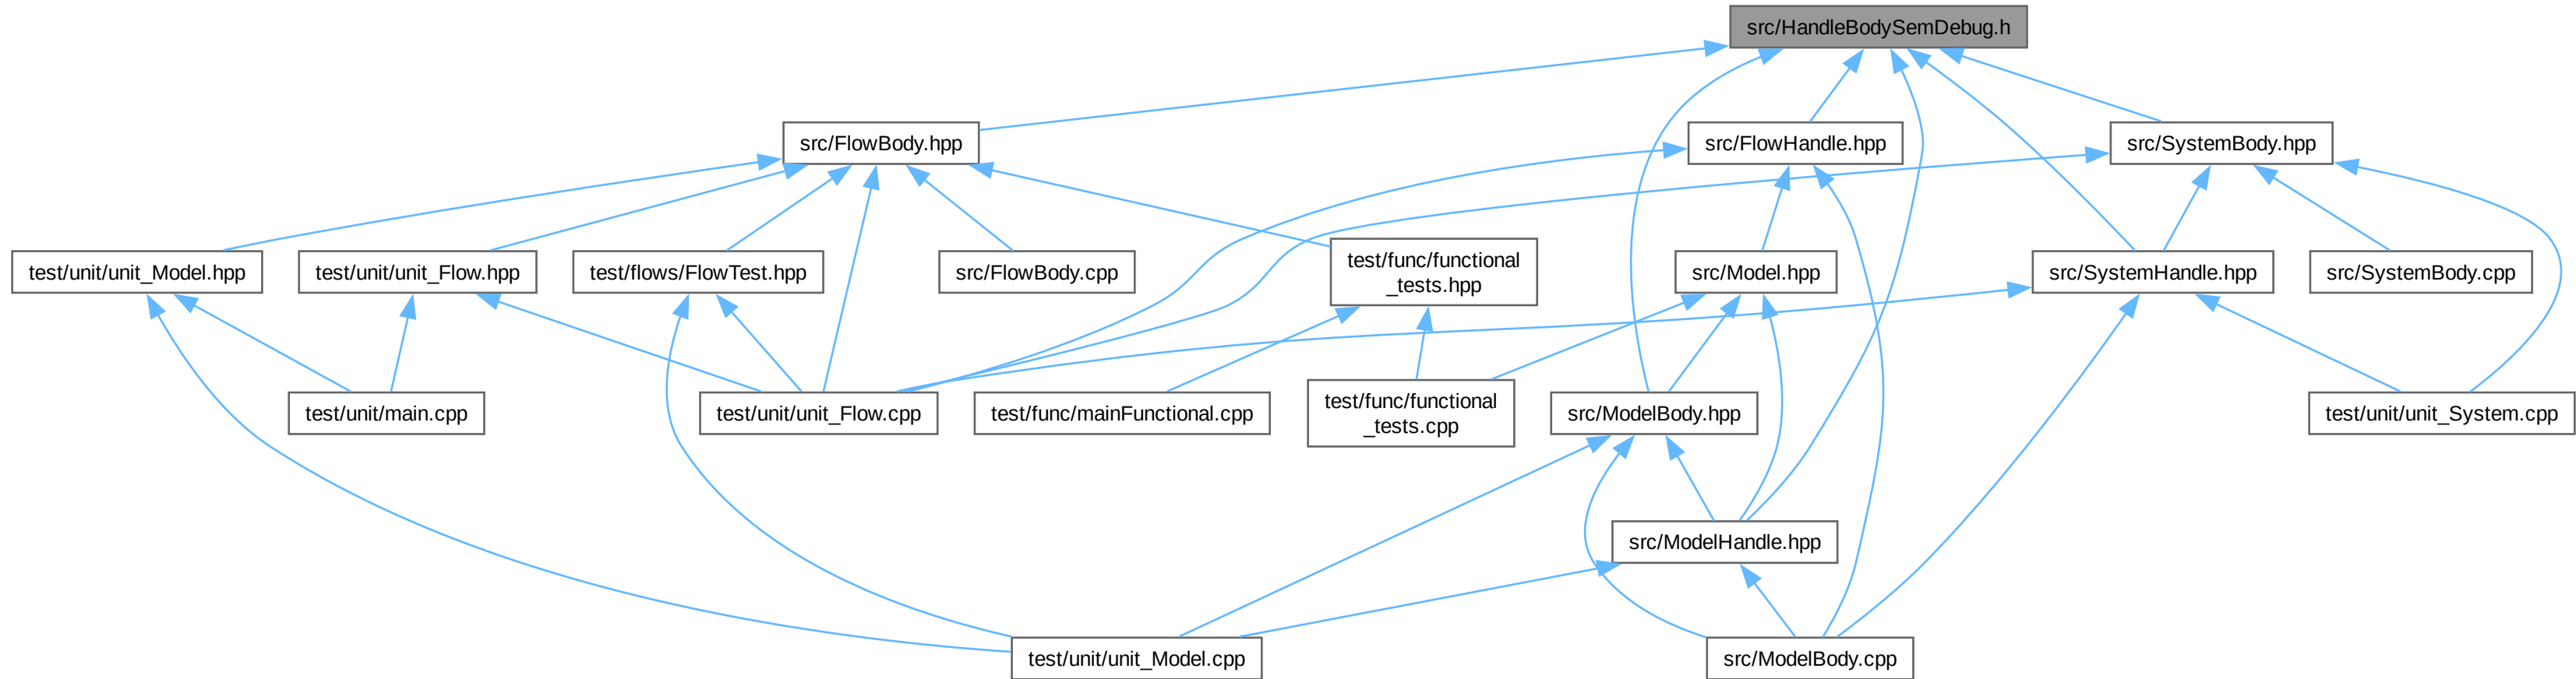 src/HandleBodySemDebug.h
src/FlowBody.hpp
src/FlowHandle.hpp
src/SystemBody.hpp
test/unit/unit_Model.hpp
test/unit/unit_Flow.hpp
test/flows/FlowTest.hpp
src/FlowBody.cpp
test/func/functional
_tests.hpp
src/Model.hpp
src/SystemHandle.hpp
src/SystemBody.cpp
test/unit/main.cpp
test/unit/unit_Flow.cpp
test/func/mainFunctional.cpp
test/func/functional
_tests.cpp
src/ModelBody.hpp
test/unit/unit_System.cpp
src/ModelHandle.hpp
test/unit/unit_Model.cpp
src/ModelBody.cpp